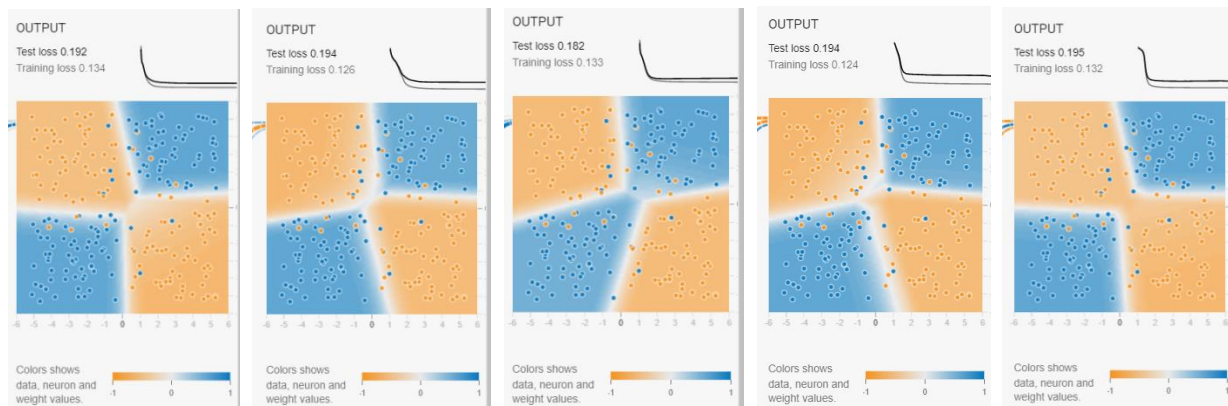 OUTPUT
Test loss 0.192
Training loss 0.134
-6 -5 -4 -3 -2 -1 0 1 2 3 4 5 6
Colors shows
data, neuron and
weight values.
-1 0 1
OUTPUT
Test loss 0.194
Training loss 0.126
-6 -5 -4 -3 -2 -1 0 1 2 3 4 5 6
Colors shows
data, neuron and
weight values.
-1 0 1
OUTPUT
Test loss 0.182
Training loss 0.133
-6 -5 -4 -3 -2 -1 0 1 2 3 4 5 6
Colors shows
data, neuron and
weight values.
-1 0 1
OUTPUT
Test loss 0.194
Training loss 0.124
-6 -5 -4 -3 -2 -1 0 1 2 3 4 5 6
Colors shows
data, neuron and
weight values.
-1 0 1
OUTPUT
Test loss 0.195
Training loss 0.132
-6 -5 -4 -3 -2 -1 0 1 2 3 4 5 6
Colors shows
data, neuron and
weight values.
-1 0 1